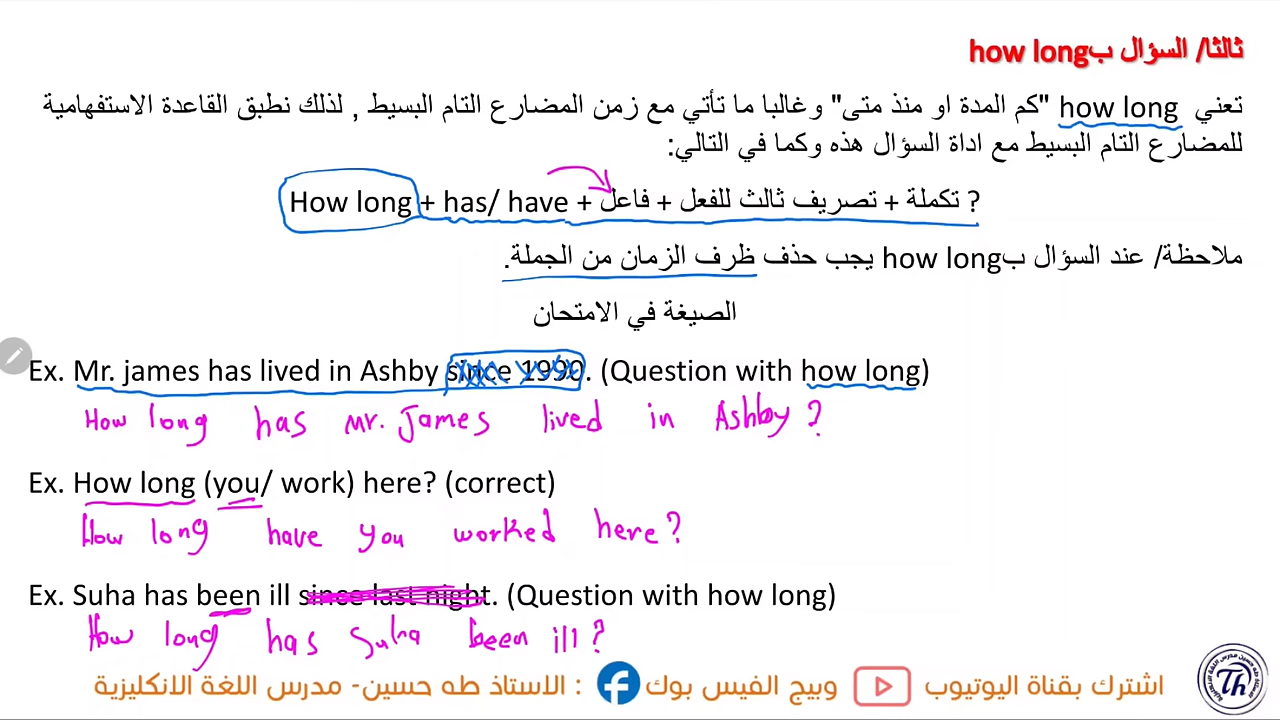 ثالثا/ السؤال بhow long
تعني how long "كم المدة او منذ متى" وغالبا ما تأتي مع زمن المضارع التام البسيط , لذلك نطبق القاعدة الاستفهامية
للمضارع التام البسيط مع اداة السؤال هذه وكما في التالي:
How long + has/ have + فاعل + تصريف ثالث للفعل + تكملة ?
ملاحظة/ عند السؤال بhow long يجب حذف ظرف الزمان من الجملة.
الصيغة في الامتحان
Ex. Mr. james has lived in Ashby since 1990. (Question with how long)
How long has Mr. James lived in Ashby?
Ex. How long (you/ work) here? (correct)
How long have you worked here?
Ex. Suha has been ill since last night. (Question with how long)
How long has Suha been ill?
اشترك بقناة اليوتيوب وبيج الفيس بوك : الاستاذ طه حسين- مدرس اللغة الانكليزية
Th